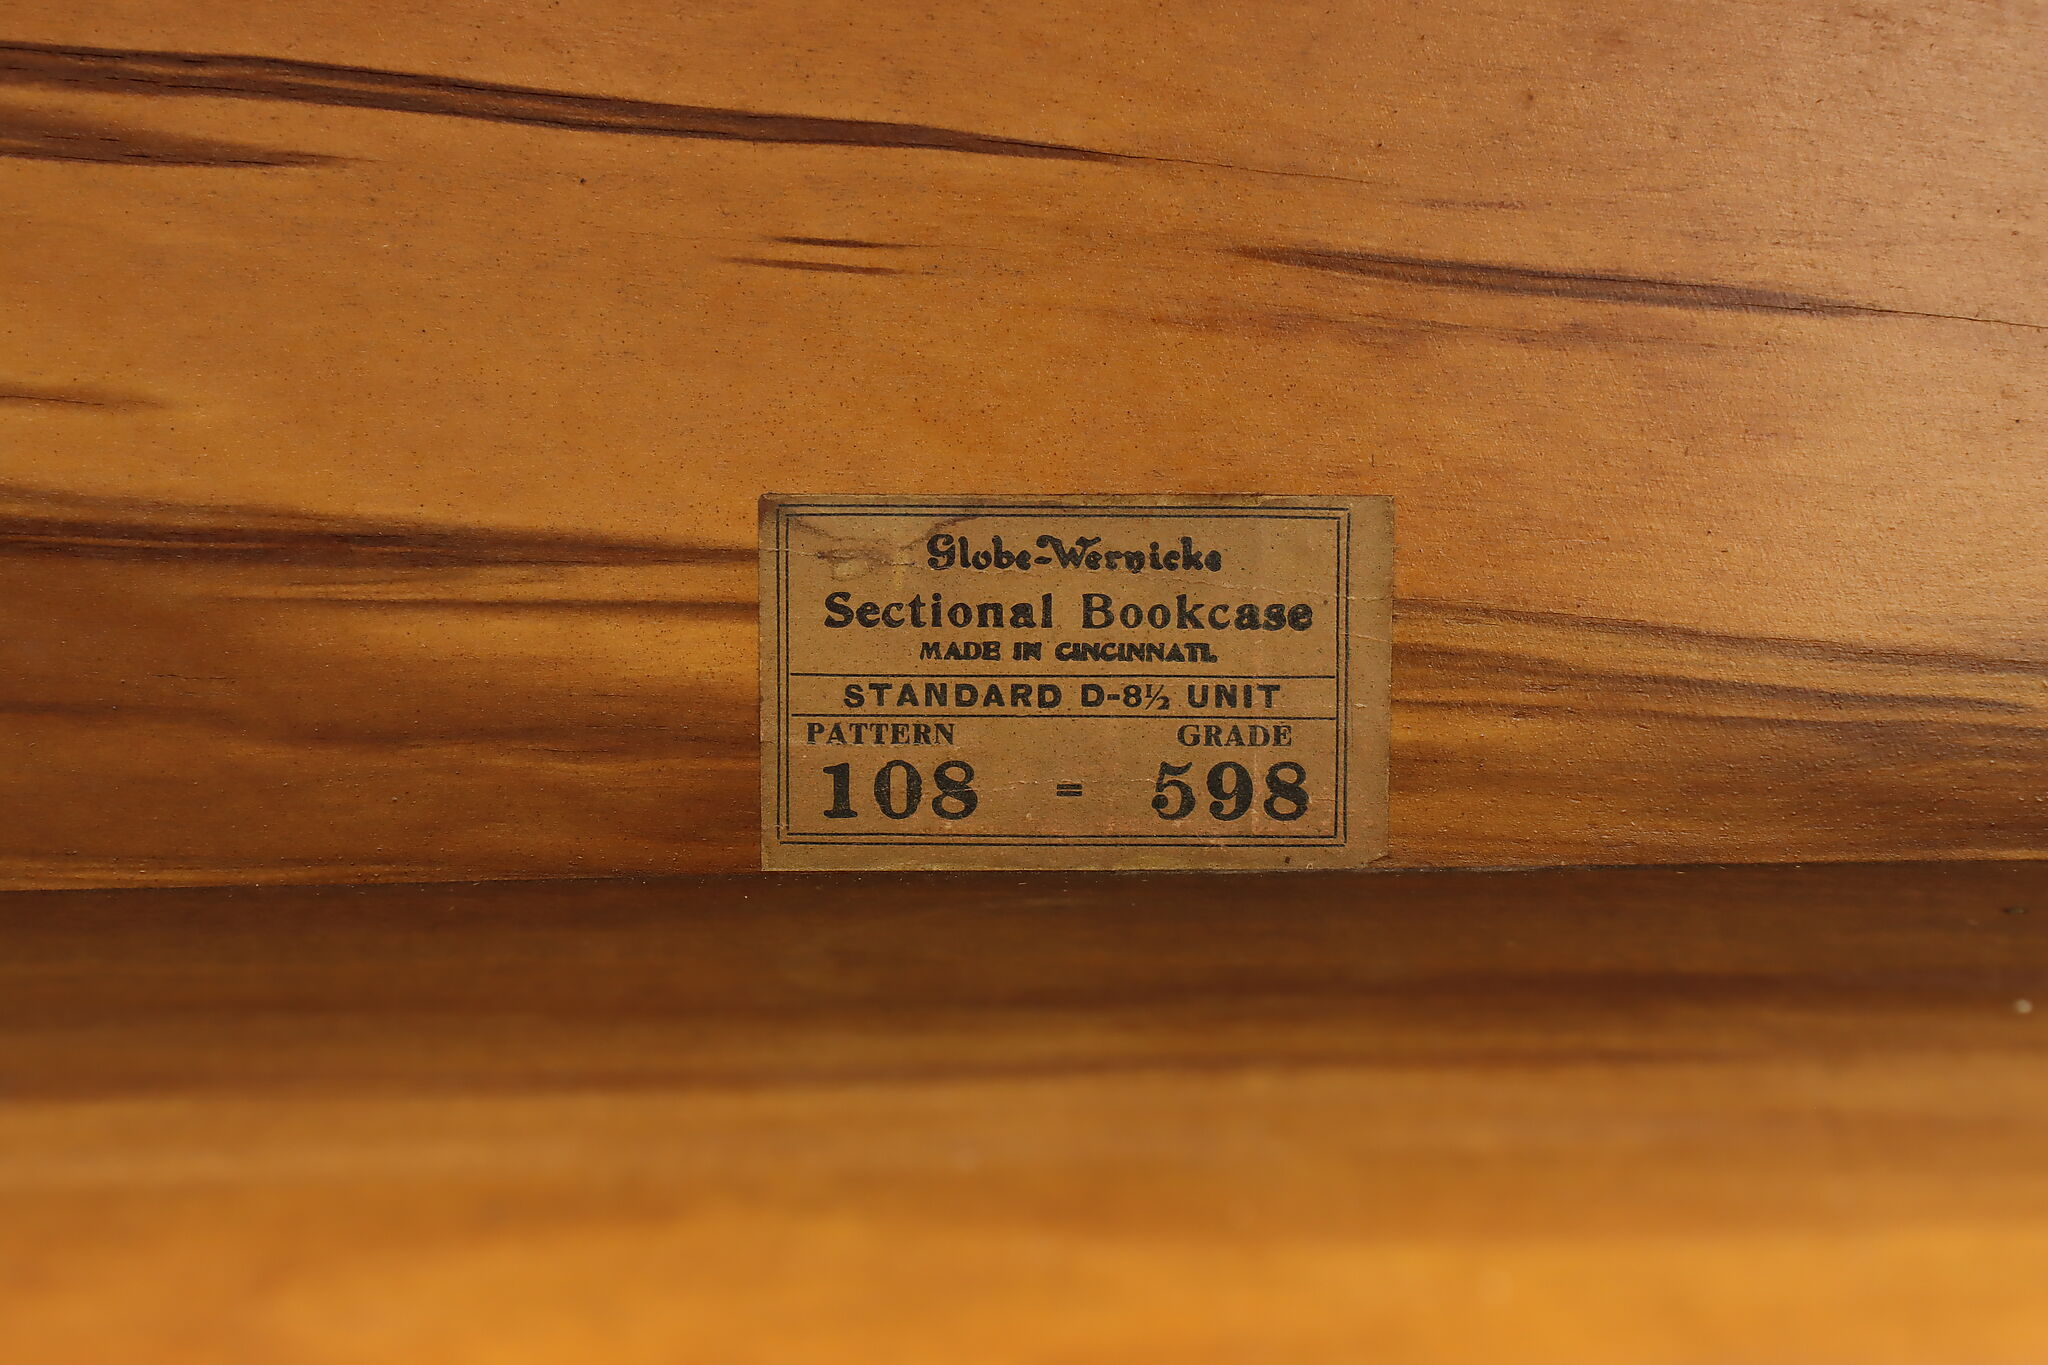 Globe-Wernicke
Sectional Bookcase
MADE IN CINCINNATI.
STANDARD D-8½ UNIT
PATTERN GRADE
108 = 598